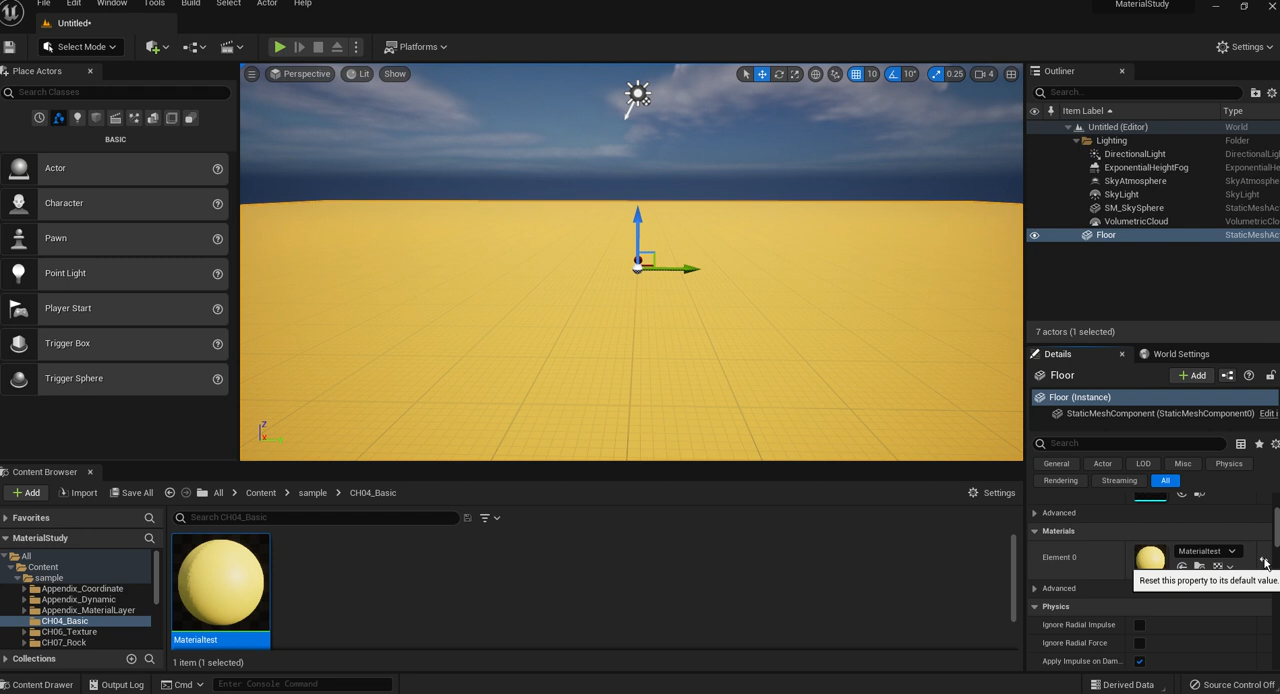 File Edit Window Tools Build Select Actor Help MaterialStudy
Untitled•
Select Mode Platforms Settings
Place Actors
Search Classes
BASIC
Actor
Character
Pawn
Point Light
Player Start
Trigger Box
Trigger Sphere
Perspective Lit Show 10 10° 0.25 4
Z
X
Outliner
Search...
Item Label Type
Untitled (Editor) World
Lighting Folder
DirectionalLight DirectionalLig
ExponentialHeightFog ExponentialHe
SkyAtmosphere SkyAtmosphe
SkyLight SkyLight
SM_SkySphere StaticMeshAc
VolumetricCloud VolumetricClo
Floor StaticMeshAc
7 actors (1 selected)
Details World Settings
Floor Add
Floor (Instance)
StaticMeshComponent (StaticMeshComponent0) Edit i
Search
General Actor LOD Misc Physics
Rendering Streaming All
Advanced
Materials
Element 0 Materialtest
Reset this property to its default value.
Advanced
Physics
Ignore Radial Impulse
Ignore Radial Force
Apply Impulse on Dam...
Content Browser
Add Import Save All All > Content > sample > CH04_Basic Settings
Favorites
MaterialStudy
All
Content
sample
Appendix_Coordinate
Appendix_Dynamic
Appendix_MaterialLayer
CH04_Basic
CH06_Texture
CH07_Rock
Collections
Search CH04_Basic
Materialtest
1 item (1 selected)
Content Drawer Output Log Cmd Enter Console Command Derived Data Source Control Off